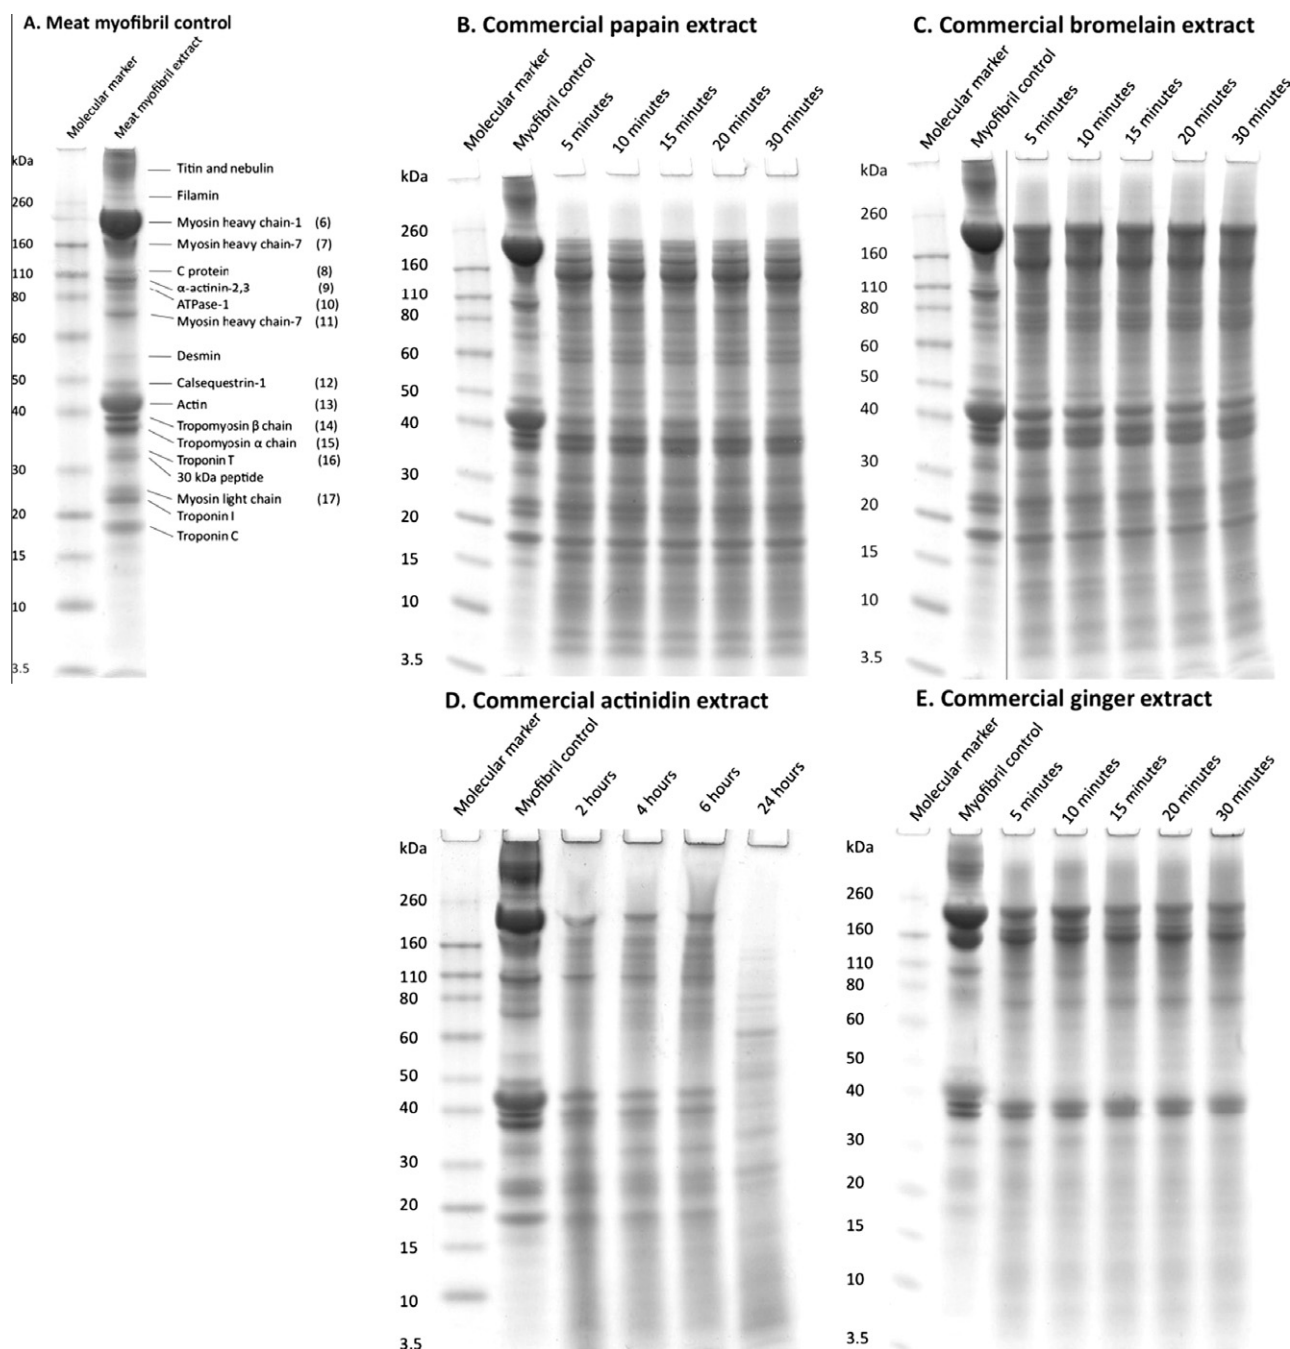 A. Meat myofibril control
Molecular marker
Meat myofibril extract
kDa
260
160
110
80
60
50
40
30
20
15
10
3.5
Titin and nebulin
Filamin
Myosin heavy chain-1 (6)
Myosin heavy chain-7 (7)
C protein (8)
α-actinin-2,3 (9)
ATPase-1 (10)
Myosin heavy chain-7 (11)
Desmin
Calsequestrin-1 (12)
Actin (13)
Tropomyosin β chain (14)
Tropomyosin α chain (15)
Troponin T (16)
30 kDa peptide
Myosin light chain (17)
Troponin I
Troponin C
B. Commercial papain extract
Molecular marker
Myofibril control
5 minutes
10 minutes
15 minutes
20 minutes
30 minutes
kDa
260
160
110
80
60
50
40
30
20
15
10
3.5
C. Commercial bromelain extract
Molecular marker
Myofibril control
5 minutes
10 minutes
15 minutes
20 minutes
30 minutes
kDa
260
160
110
80
60
50
40
30
20
15
10
3.5
D. Commercial actinidin extract
Molecular marker
Myofibril control
2 hours
4 hours
6 hours
24 hours
kDa
260
160
110
80
60
50
40
30
20
15
10
3.5
E. Commercial ginger extract
Molecular marker
Myofibril control
5 minutes
10 minutes
15 minutes
20 minutes
30 minutes
kDa
260
160
110
80
60
50
40
30
20
15
10
3.5